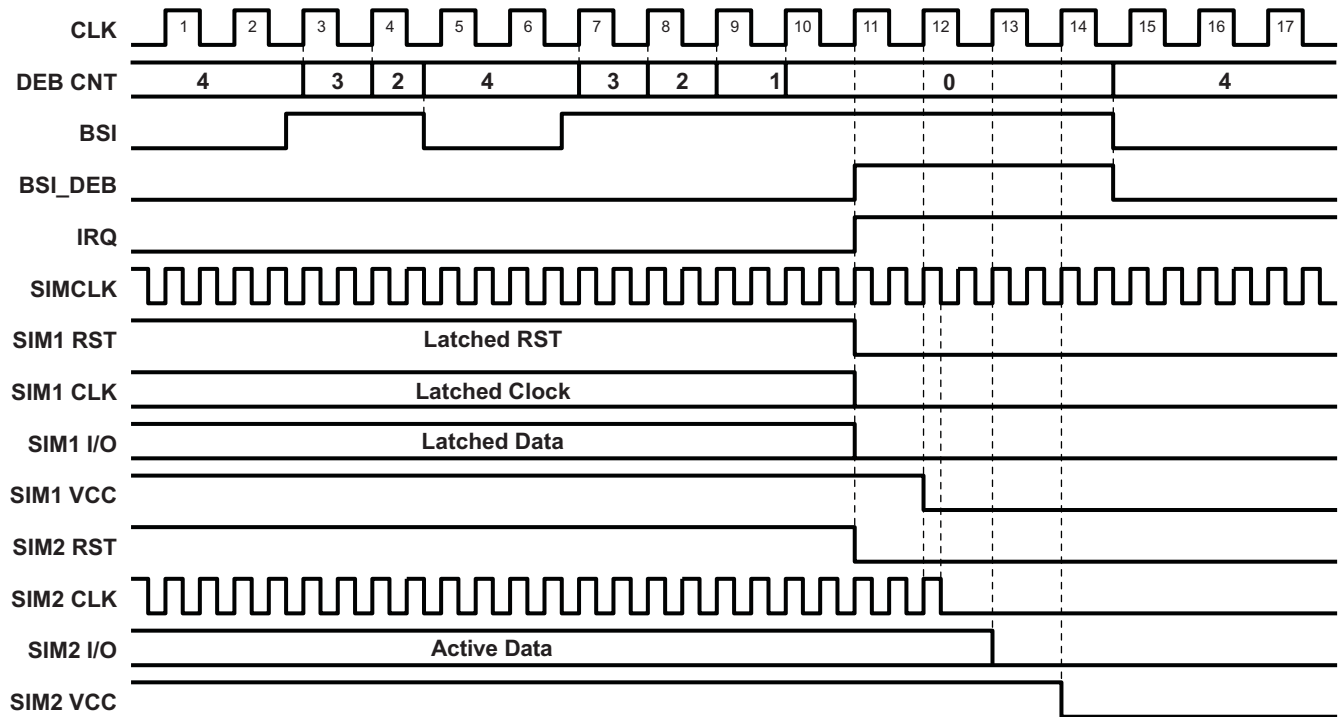 CLK 1 2 3 4 5 6 7 8 9 10 11 12 13 14 15 16 17
DEB CNT 4 3 2 4 3 2 1 0 4
BSI
BSI_DEB
IRQ
SIMCLK
SIM1 RST Latched RST
SIM1 CLK Latched Clock
SIM1 I/O Latched Data
SIM1 VCC
SIM2 RST
SIM2 CLK
SIM2 I/O Active Data
SIM2 VCC